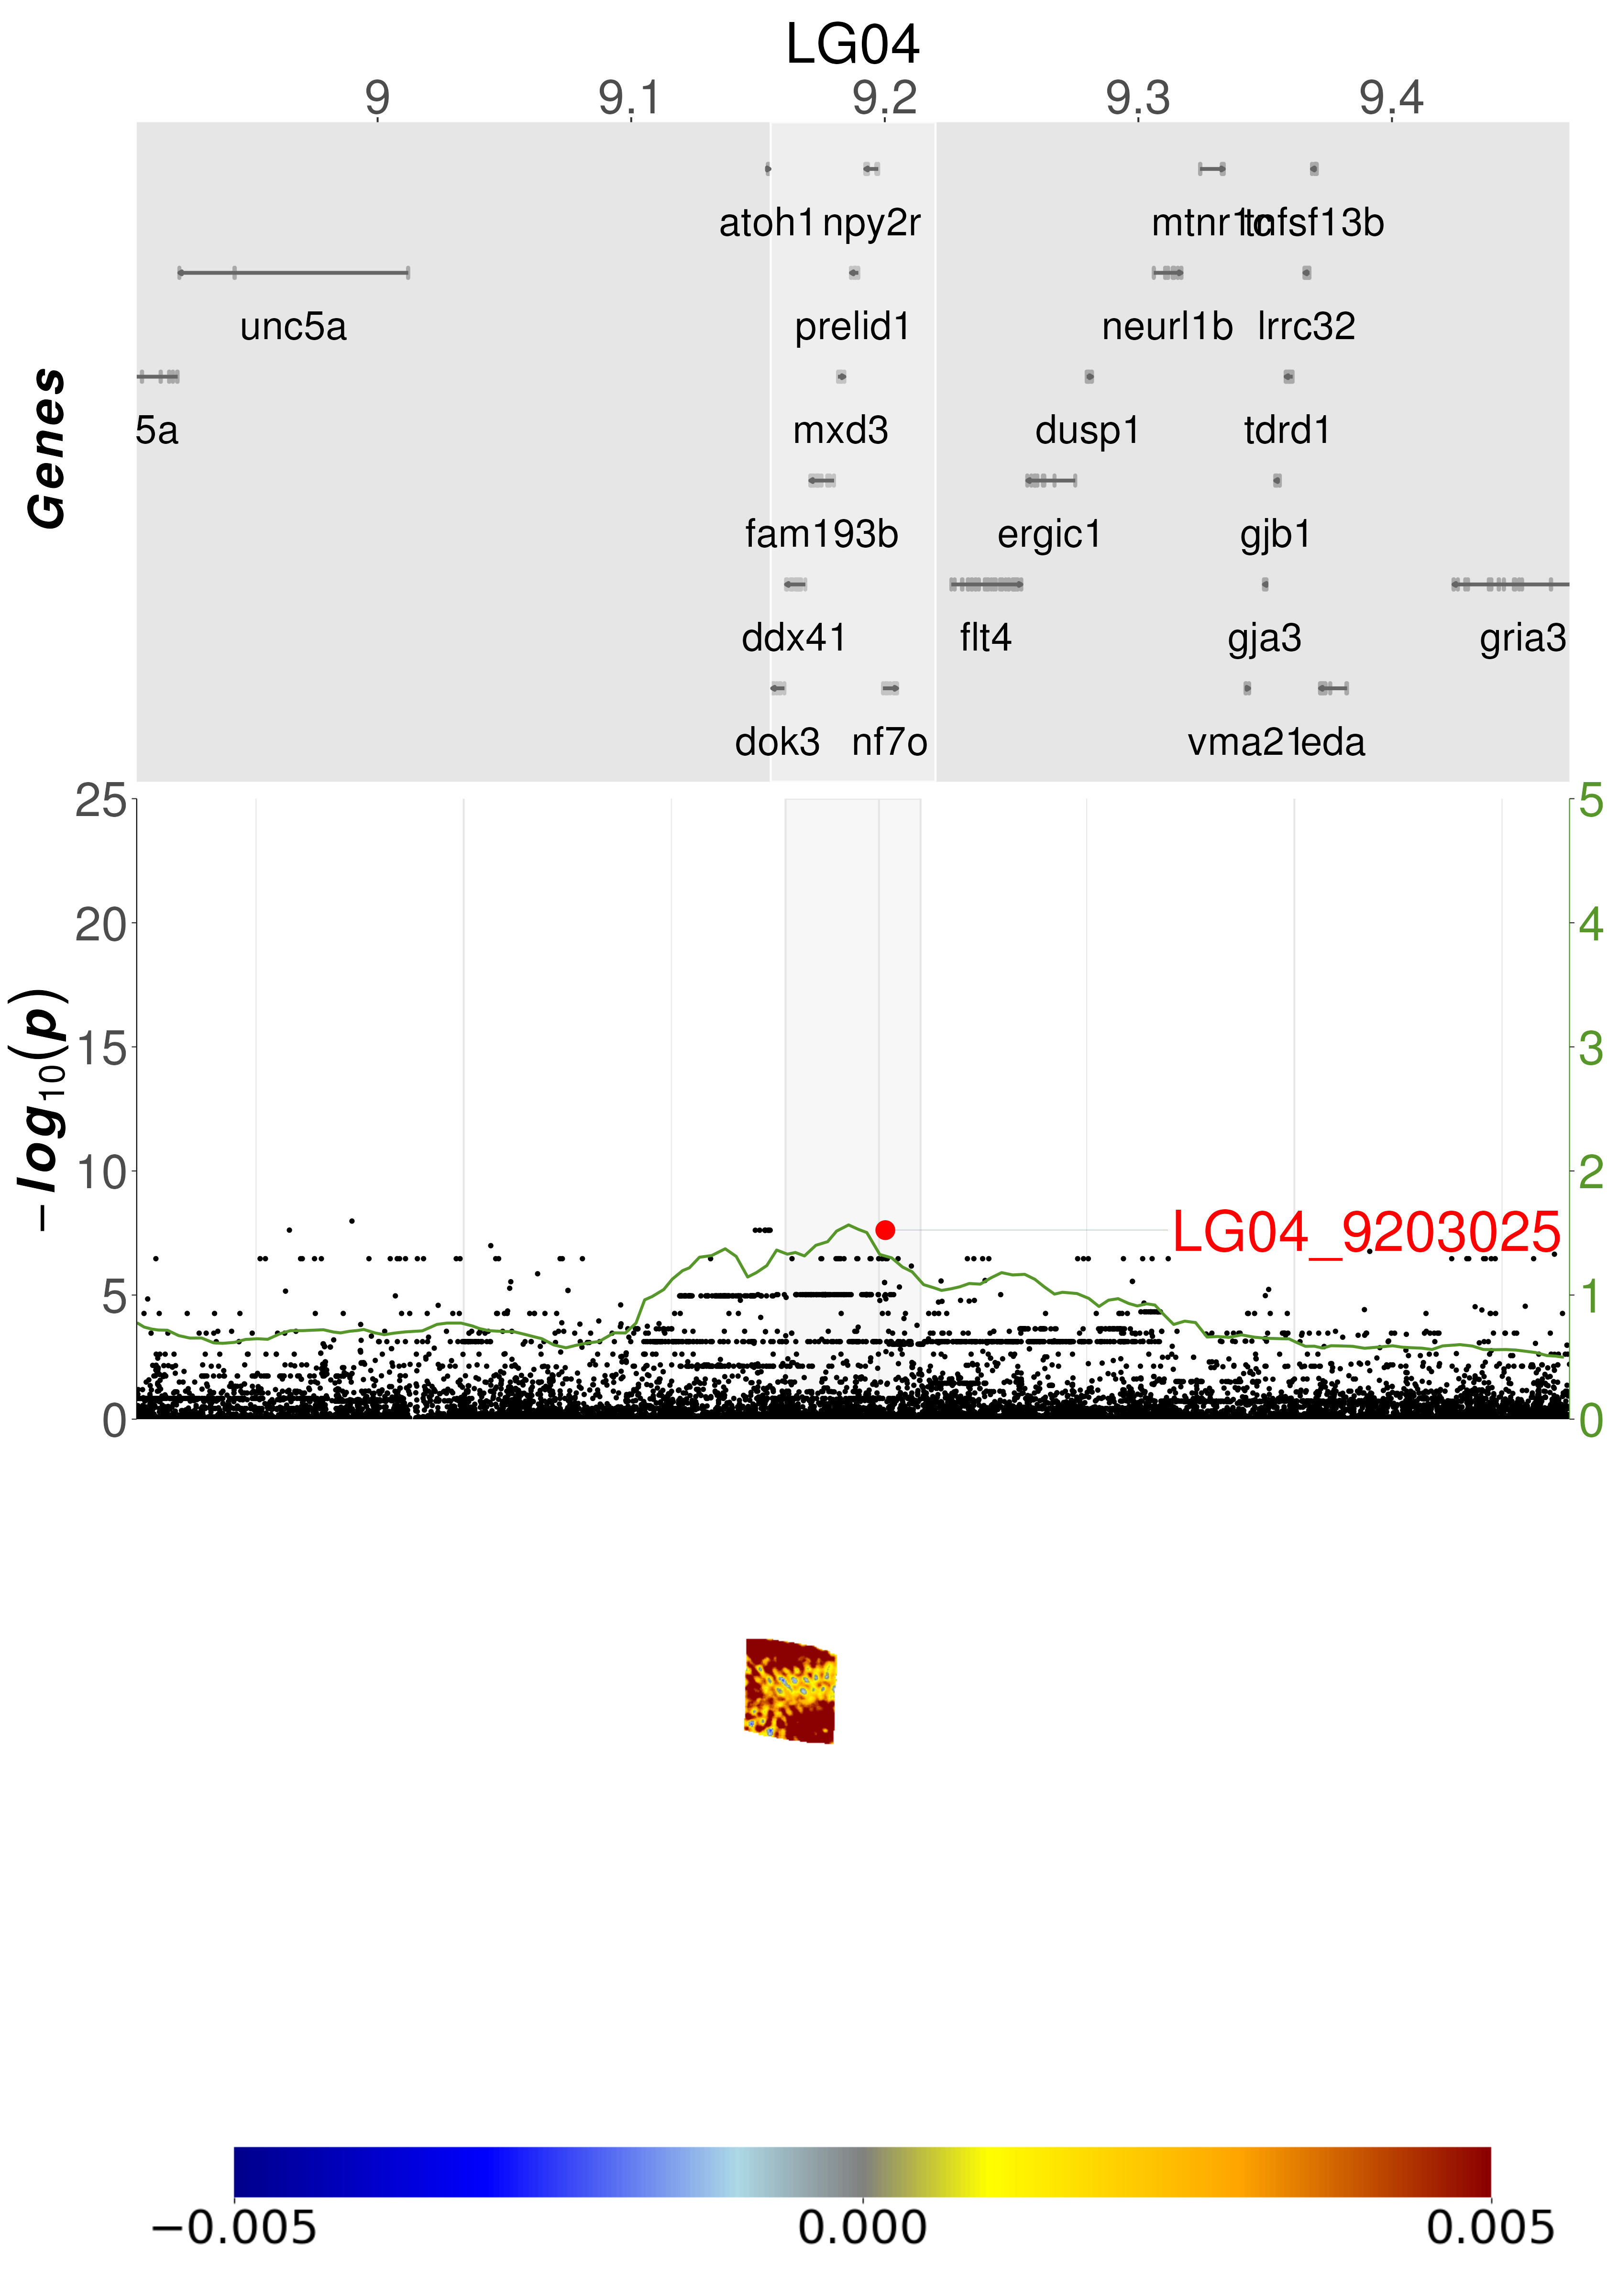 LG04
9 9.1 9.2 9.3 9.4
Genes
atoh1 npy2r mtnr1c tnfsf13b
unc5a prelid1 neurl1b lrrc32
5a mxd3 dusp1 tdrd1
fam193b ergic1 gjb1
ddx41 flt4 gja3 gria3
dok3 nf7o vma21 eda
25 5
20 4
−log10(p)
15 3
10 2
LG04_9203025
5 1
0 0
−0.005 0.000 0.005